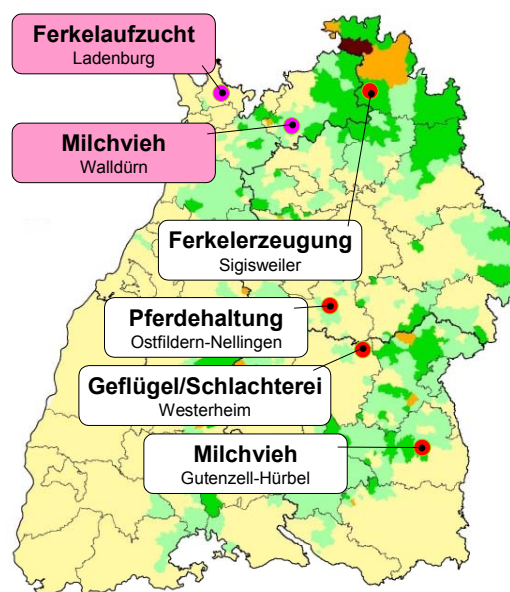 Ferkelaufzucht
Ladenburg
Milchvieh
Walldürn
Ferkelerzeugung
Sigisweiler
Pferdehaltung
Ostfildern-Nellingen
Geflügel/Schlachterei
Westerheim
Milchvieh
Gutenzell-Hürbel